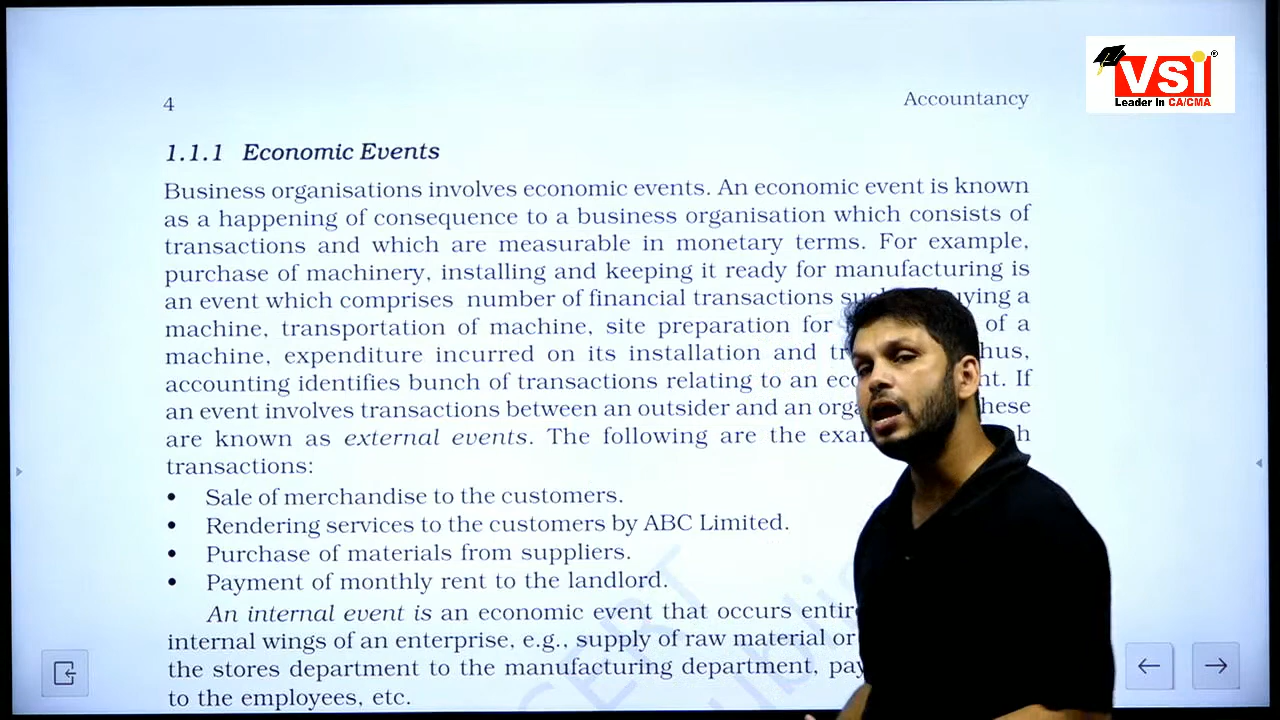 VSI
®
Leader In CA/CMA
4
Accountancy
1.1.1 Economic Events
Business organisations involves economic events. An economic event is known
as a happening of consequence to a business organisation which consists of
transactions and which are measurable in monetary terms. For example,
purchase of machinery, installing and keeping it ready for manufacturing is
an event which comprises number of financial transactions buying a
machine, transportation of machine, site preparation for of a
machine, expenditure incurred on its installation and
accounting identifies bunch of transactions relating to an If
an event involves transactions between an outsider and an
are known as external events. The following are the
transactions:
• Sale of merchandise to the customers.
• Rendering services to the customers by ABC Limited.
• Purchase of materials from suppliers.
• Payment of monthly rent to the landlord.
An internal event is an economic event that occurs
internal wings of an enterprise, e.g., supply of raw material or
the stores department to the manufacturing department,
to the employees, etc.